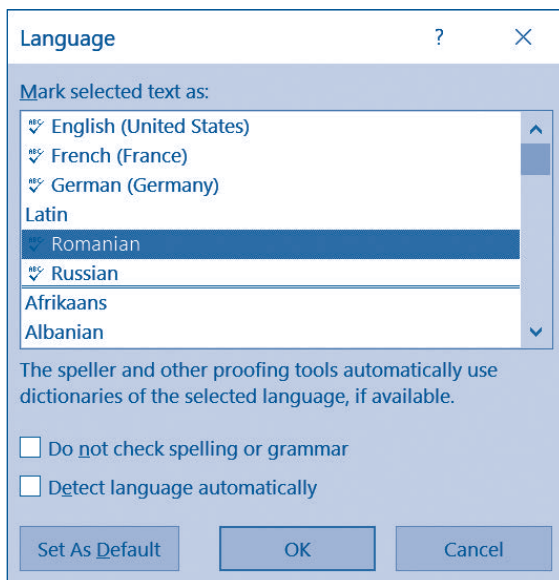 Language ?
Mark selected text as:
English (United States)
French (France)
German (Germany)
Latin
Romanian
Russian
Afrikaans
Albanian
The speller and other proofing tools automatically use
dictionaries of the selected language, if available.
Do not check spelling or grammar
Detect language automatically
Set As Default OK Cancel